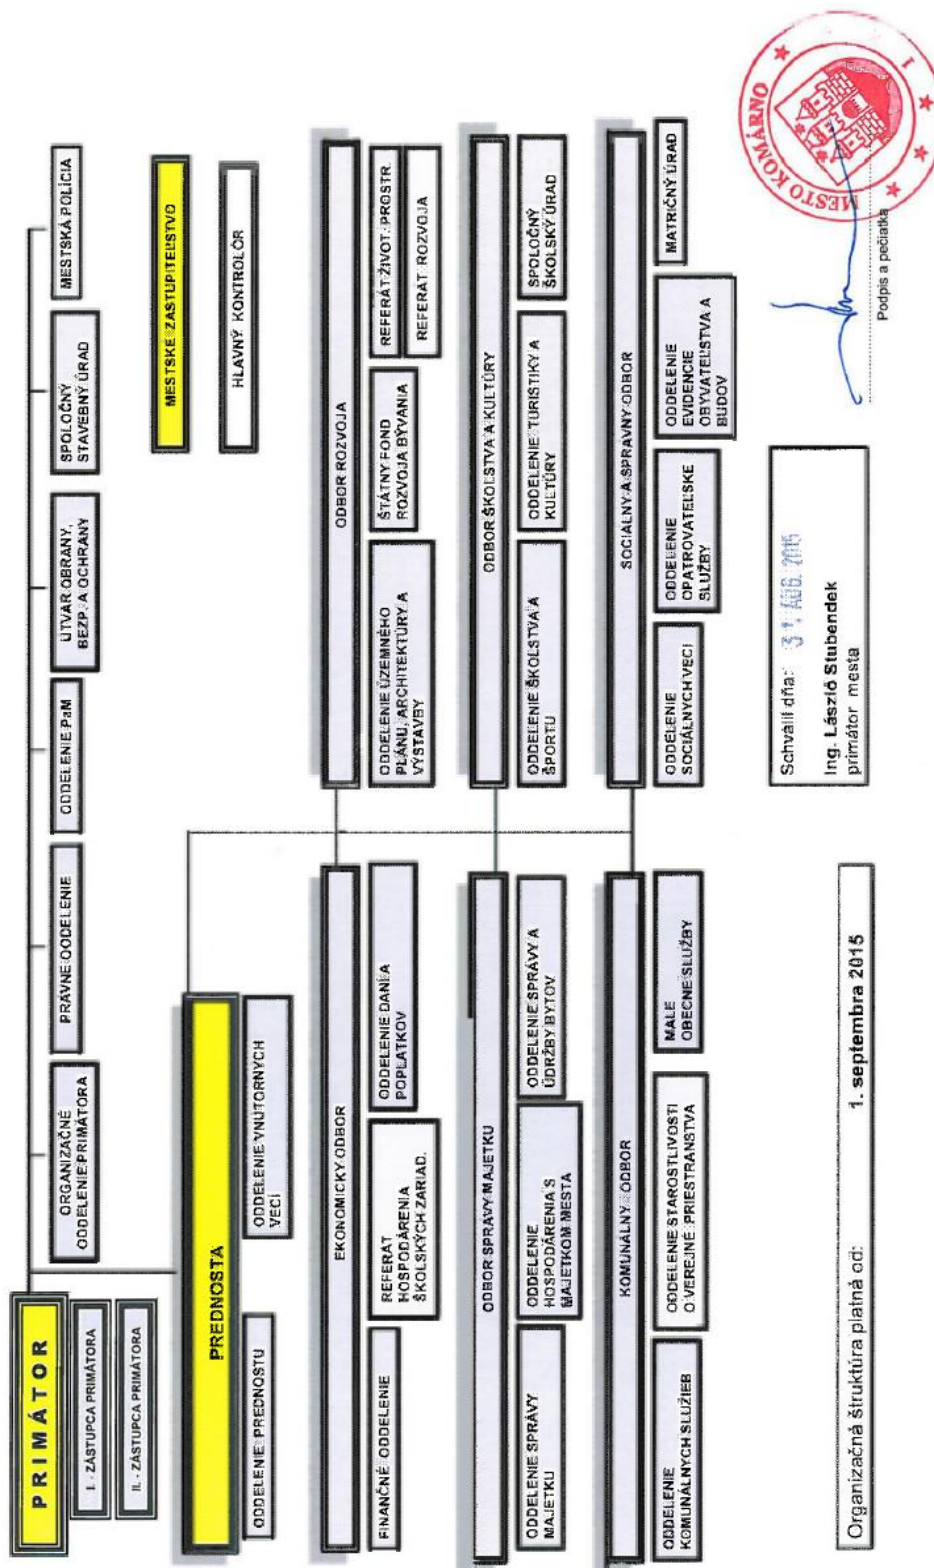 PRIMÁTOR
I. - ZÁSTUPCA PRIMÁTORA
II. - ZÁSTUPCA PRIMÁTORA
ORGANIZAČNÉ
ODDELENIE PRIMÁTORA
PRÁVNE ODDELENIE
ODDELENIE PaM
ÚTVAR OBRANY,
BEZP. A OCHRANY
SPOLOČNÝ
STAVEBNÝ ÚRAD
MESTSKÁ POLÍCIA
MESTSKÉ ZASTUPITEĽSTVO
HLAVNÝ KONTROLÓR
PREDNOSTA
ODDELENIE PREDNOSTU
ODDELENIE VNÚTORNÝCH
VECÍ
EKONOMICKÝ ODBOR
FINANČNÉ ODDELENIE
REFERÁT
HOSPODÁRENIA
ŠKOLSKÝCH ZARIAD.
ODDELENIE DANÍ A
POPLATKOV
ODBOR ROZVOJA
ODDELENIE ÚZEMNÉHO
PLÁNU, ARCHITEKTÚRY A
VÝSTAVBY
ŠTÁTNY FOND
ROZVOJA BÝVANIA
REFERÁT ŽIVOT. PROSTR.
REFERÁT ROZVOJA
ODBOR SPRÁVY MAJETKU
ODDELENIE SPRÁVY
MAJETKU
ODDELENIE
HOSPODÁRENIA S
MAJETKOM MESTA
ODDELENIE SPRÁVY A
ÚDRŽBY BYTOV
ODBOR ŠKOLSTVA A KULTÚRY
ODDELENIE ŠKOLSTVA A
ŠPORTU
ODDELENIE TURISTIKY A
KULTÚRY
SPOLOČNÝ
ŠKOLSKÝ ÚRAD
KOMUNÁLNY ODBOR
ODDELENIE
KOMUNÁLNYCH SLUŽIEB
ODDELENIE STAROSTLIVOSTI
O VEREJNÉ PRIESTRANSTVA
MALÉ
OBECNÉ SLUŽBY
SOCIÁLNY A SPRÁVNY ODBOR
ODDELENIE
SOCIÁLNYCH VECÍ
ODDELENIE
OPATROVATEĽSKE
SLUŽBY
ODDELENIE
EVIDENCIE
OBYVATEĽSTVA A
BUDOV
MATRIČNÝ ÚRAD
Organizačná štruktúra platná od: 1. septembra 2015
Schválil dňa: 31. AUG. 2015
Ing. László Stubendek
primátor mesta
MESTO KOMÁRNO
1
Podpis a pečiatka